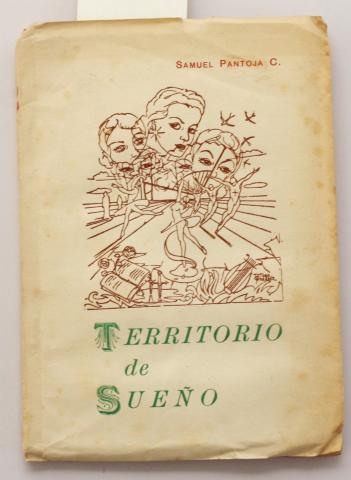 SAMUEL PANTOJA C.
TERRITORIO
de
SUEÑO